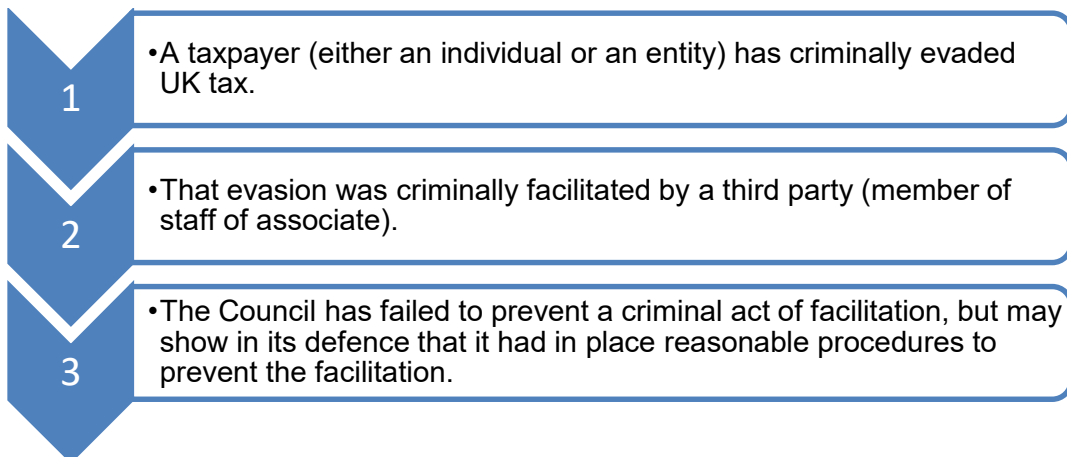 1
•A taxpayer (either an individual or an entity) has criminally evaded
UK tax.
2
•That evasion was criminally facilitated by a third party (member of
staff of associate).
3
•The Council has failed to prevent a criminal act of facilitation, but may
show in its defence that it had in place reasonable procedures to
prevent the facilitation.